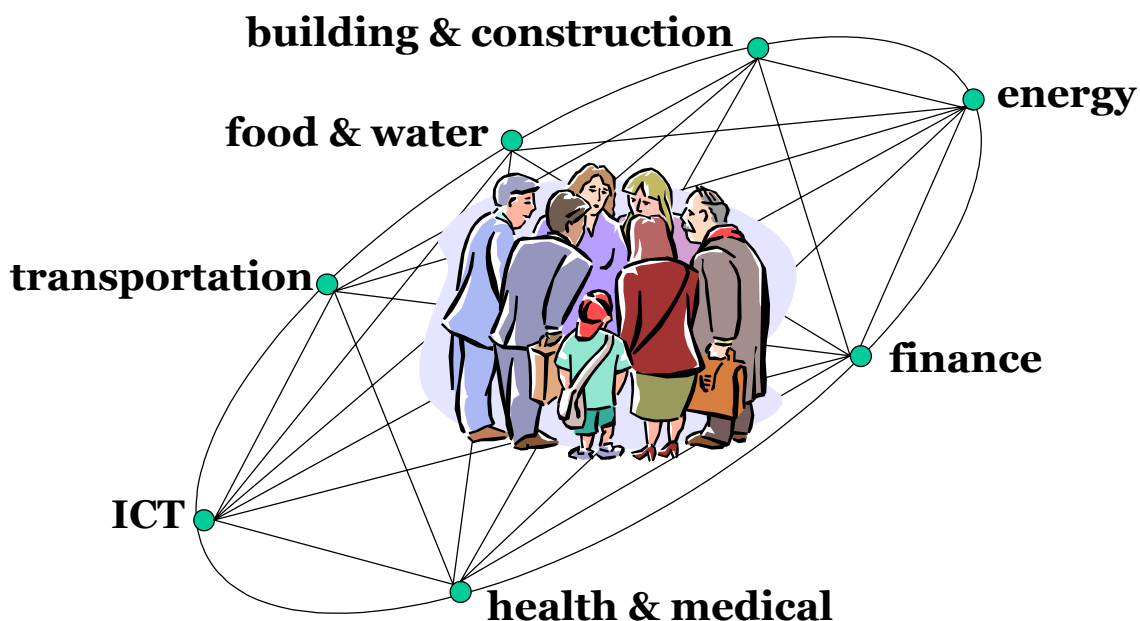 building & construction
energy
food & water
transportation
finance
ICT
health & medical